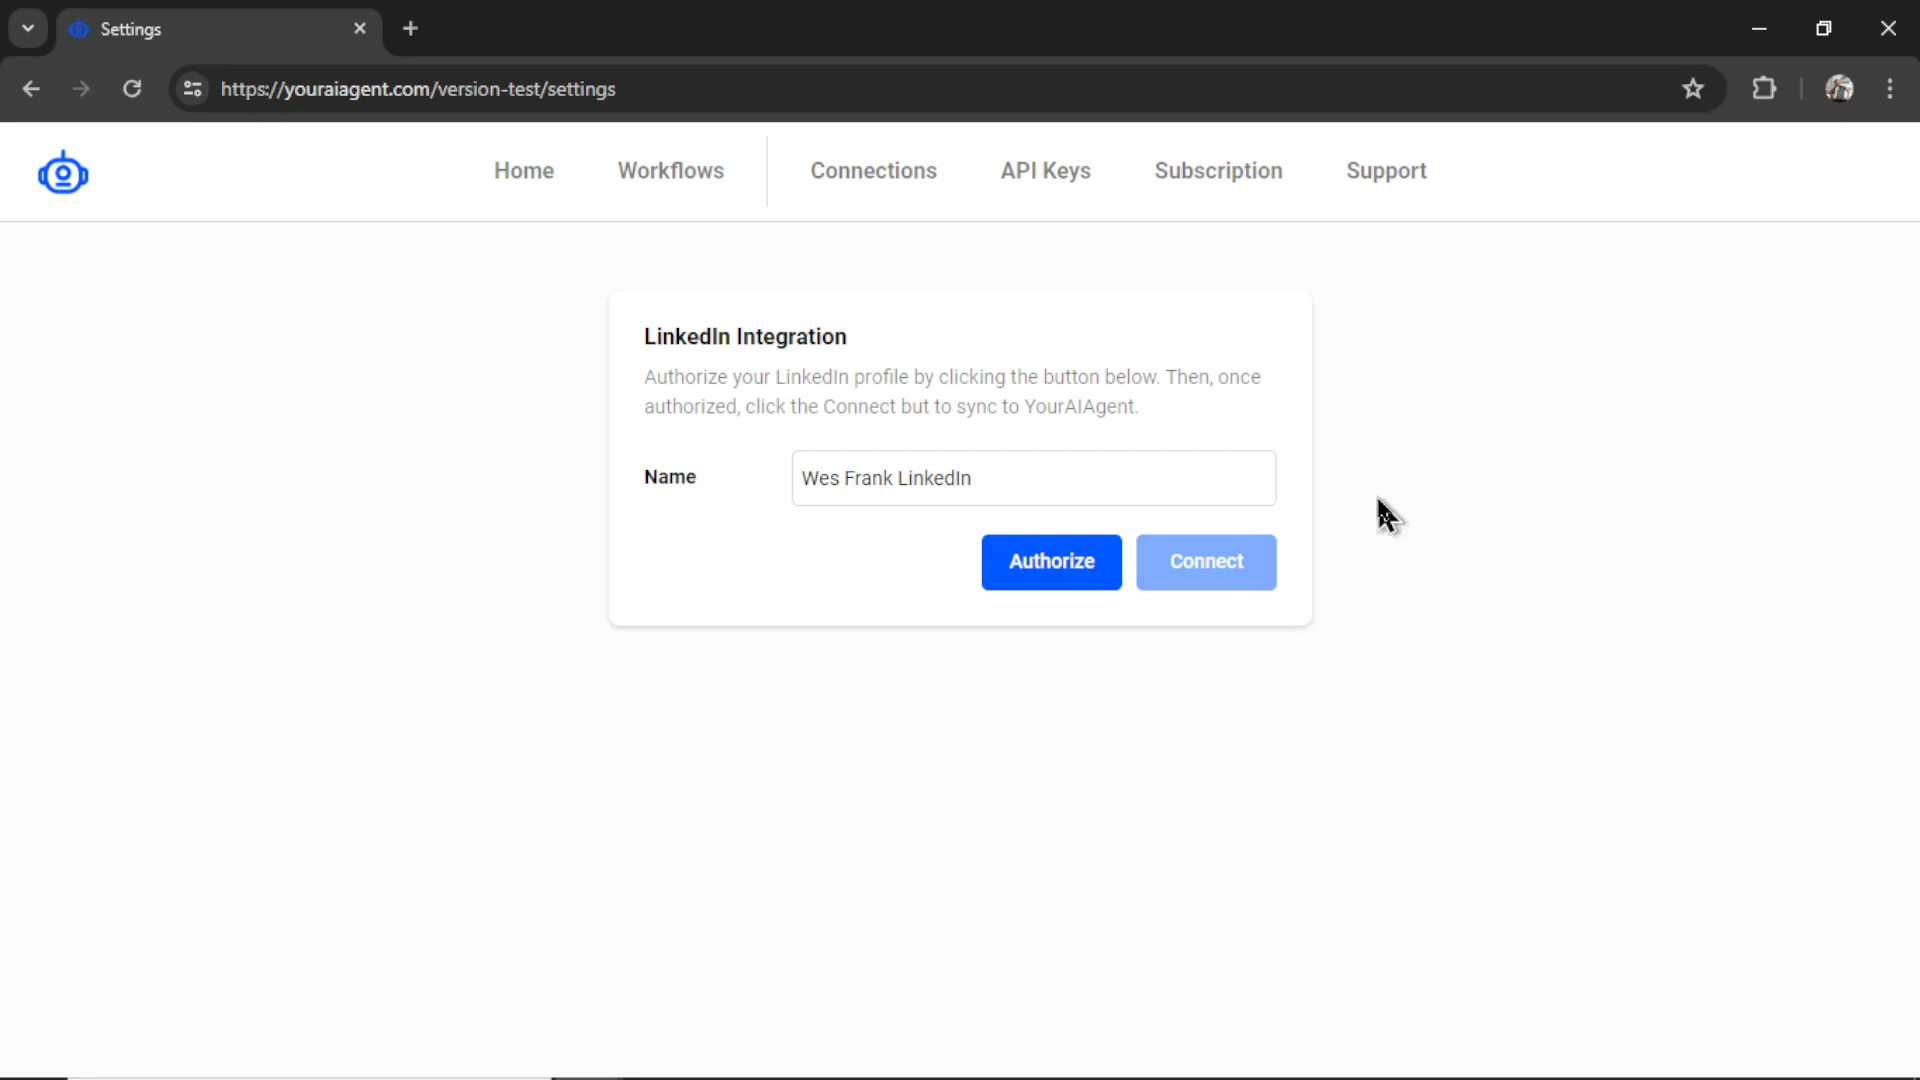 Settings
https://youraiagent.com/version-test/settings
Home
Workflows
Connections
API Keys
Subscription
Support
LinkedIn Integration
Authorize your LinkedIn profile by clicking the button below. Then, once
authorized, click the Connect but to sync to YourAIAgent.
Name
Wes Frank LinkedIn
Authorize
Connect